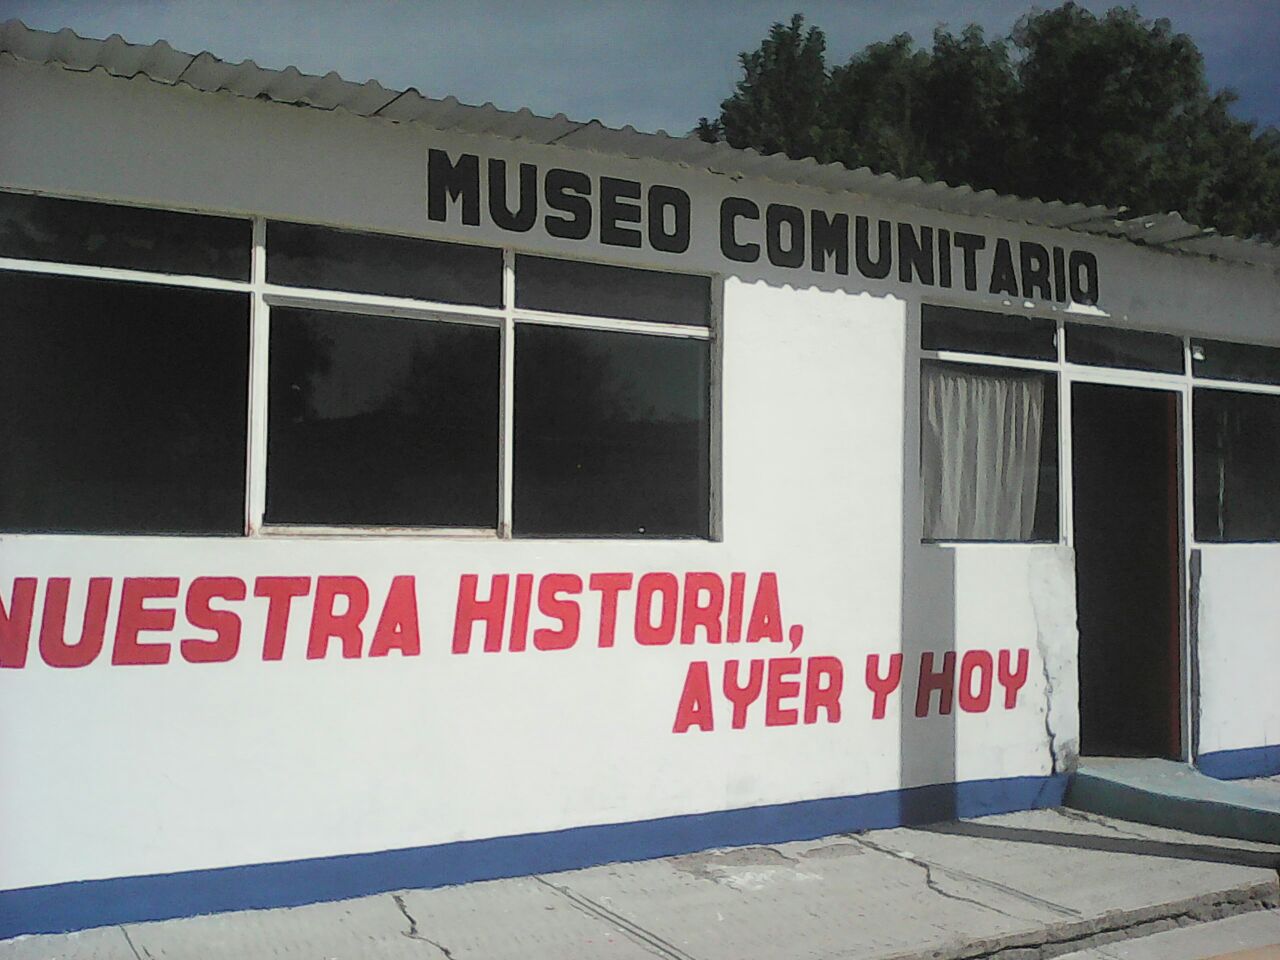 MUSEO COMUNITARIO
NUESTRA HISTORIA,
AYER Y HOY